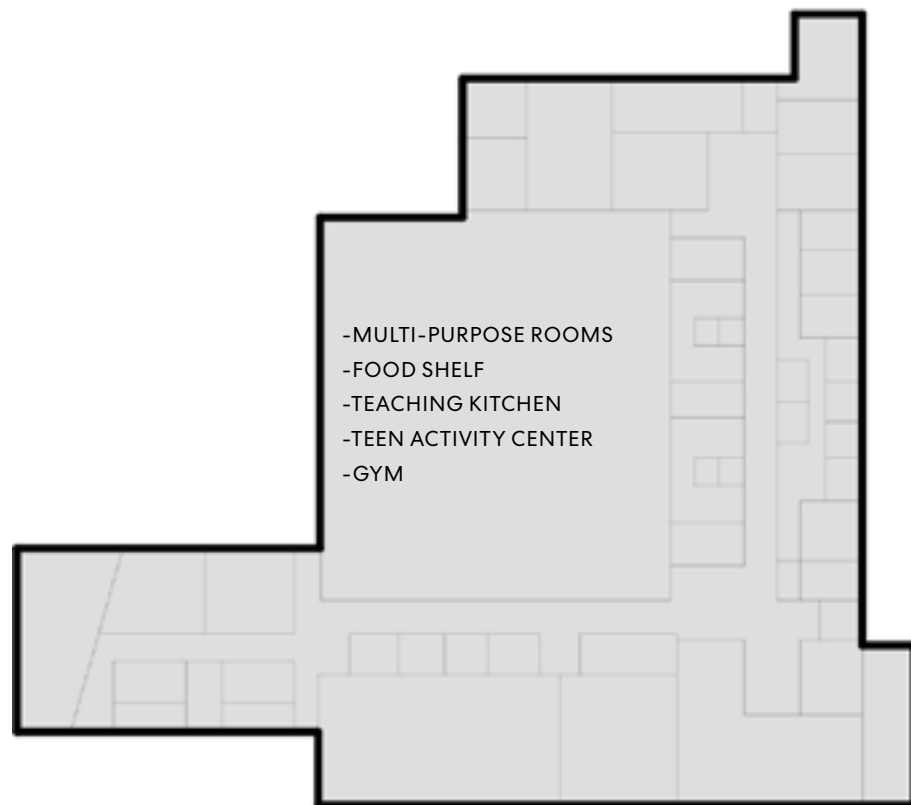 -MULTI-PURPOSE ROOMS
-FOOD SHELF
-TEACHING KITCHEN
-TEEN ACTIVITY CENTER
-GYM